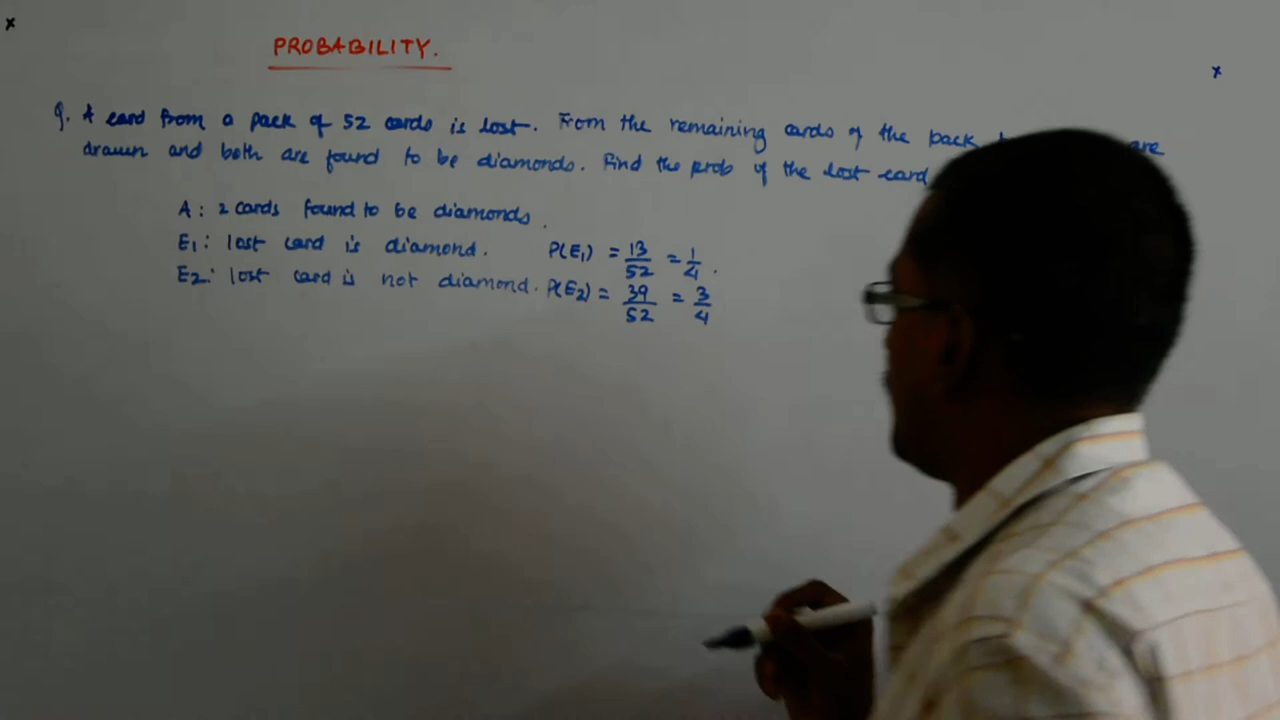 PROBABILITY.
Q. A card from a pack of 52 cards is lost. From the remaining cards of the pack are
drawn and both are found to be diamonds. Find the prob of the lost card
A: 2 cards found to be diamonds.
E1: lost card is diamond. P(E1) = 13/52 = 1/4.
E2: lost card is not diamond. P(E2) = 39/52 = 3/4